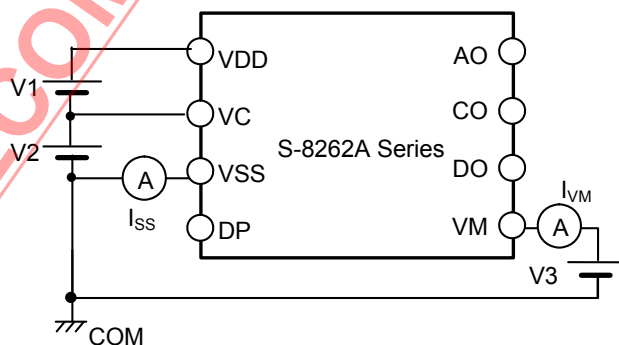 VDD
AO
V1
VC
CO
V2
S-8262A Series
VSS
DO
A
ISS
IVM
DP
VM
A
V3
COM